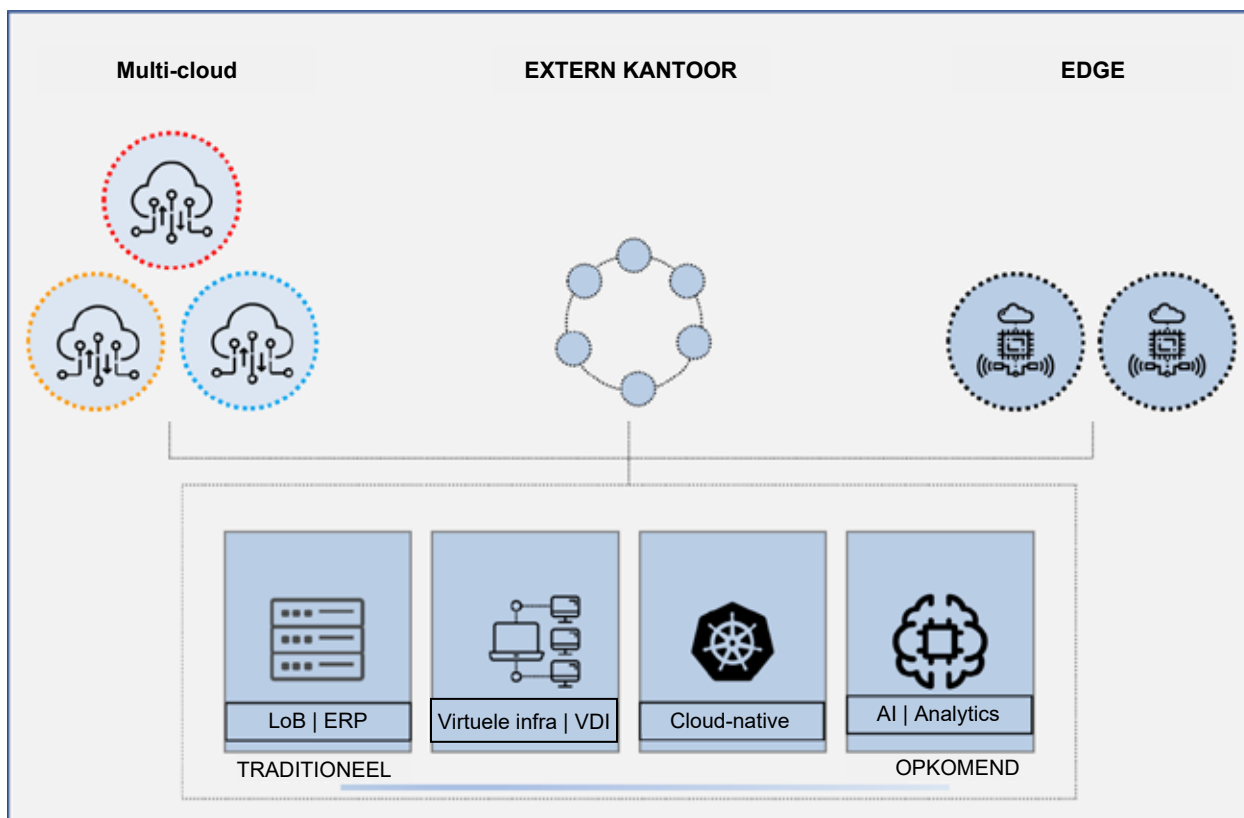 Multi-cloud
EXTERN KANTOOR
EDGE
LoB | ERP
Virtuele infra | VDI
Cloud-native
AI | Analytics
TRADITIONEEL
OPKOMEND